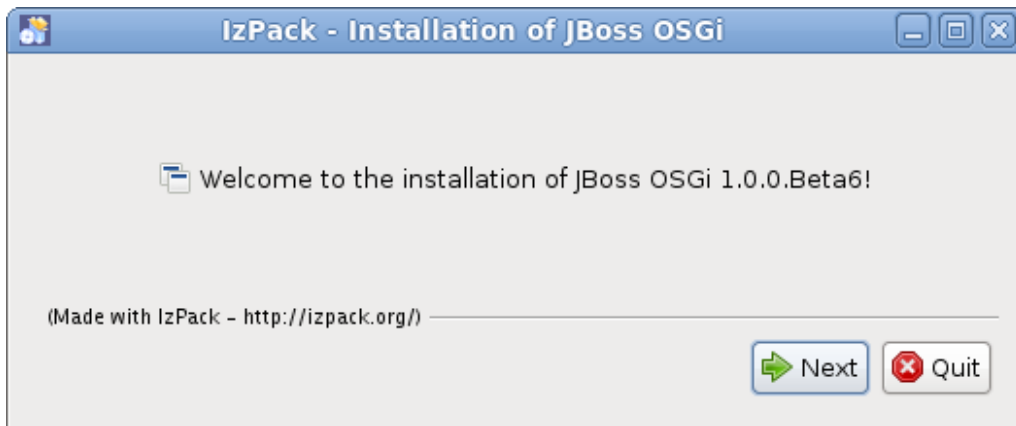 IzPack - Installation of JBoss OSGi
Welcome to the installation of JBoss OSGi 1.0.0.Beta6!
(Made with IzPack - http://izpack.org/)
Next
Quit